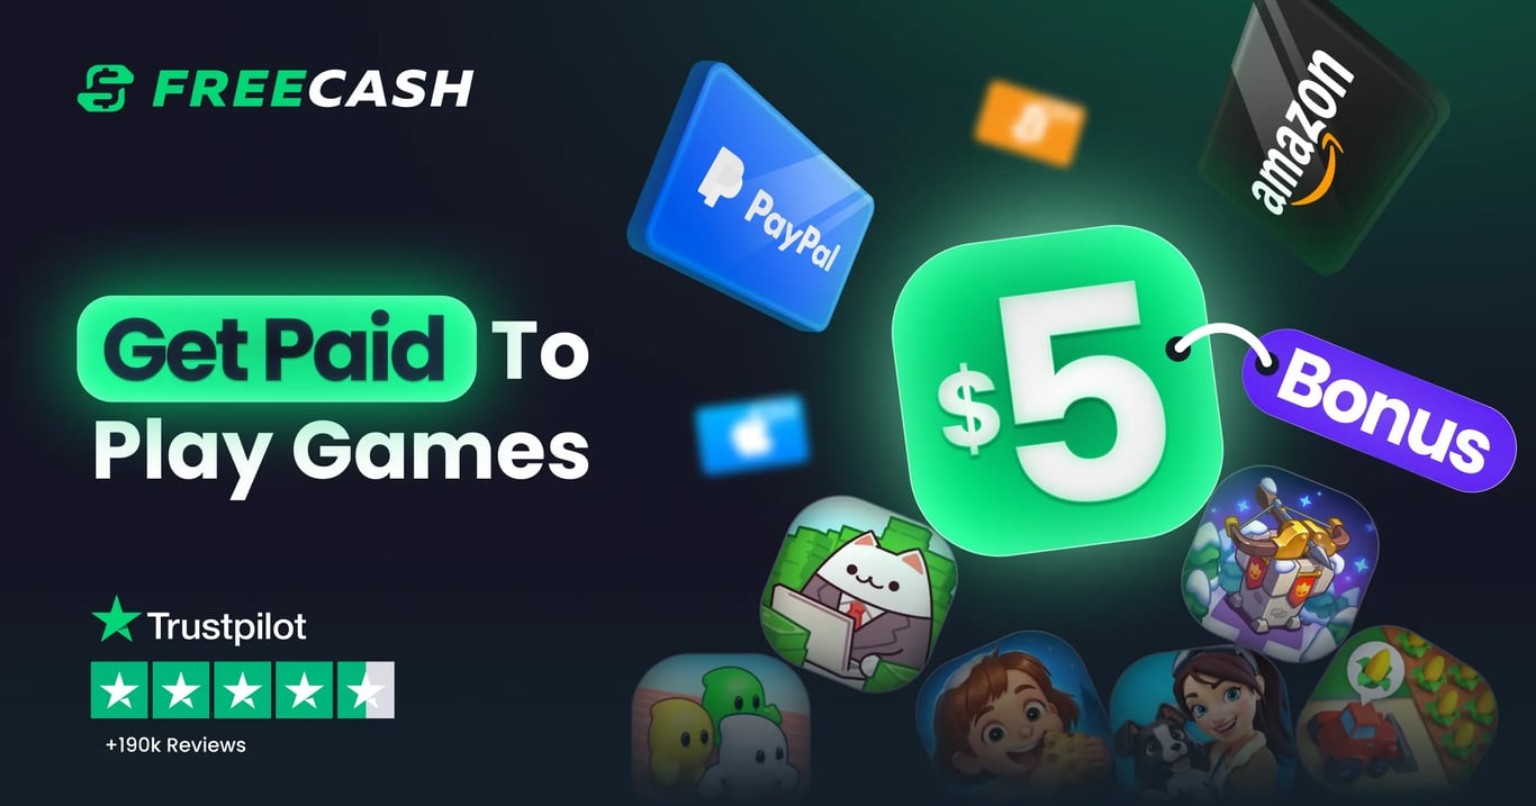 FREECASH
PayPal
amazon
$5
Bonus
Get Paid To
Play Games
Trustpilot
+190k Reviews